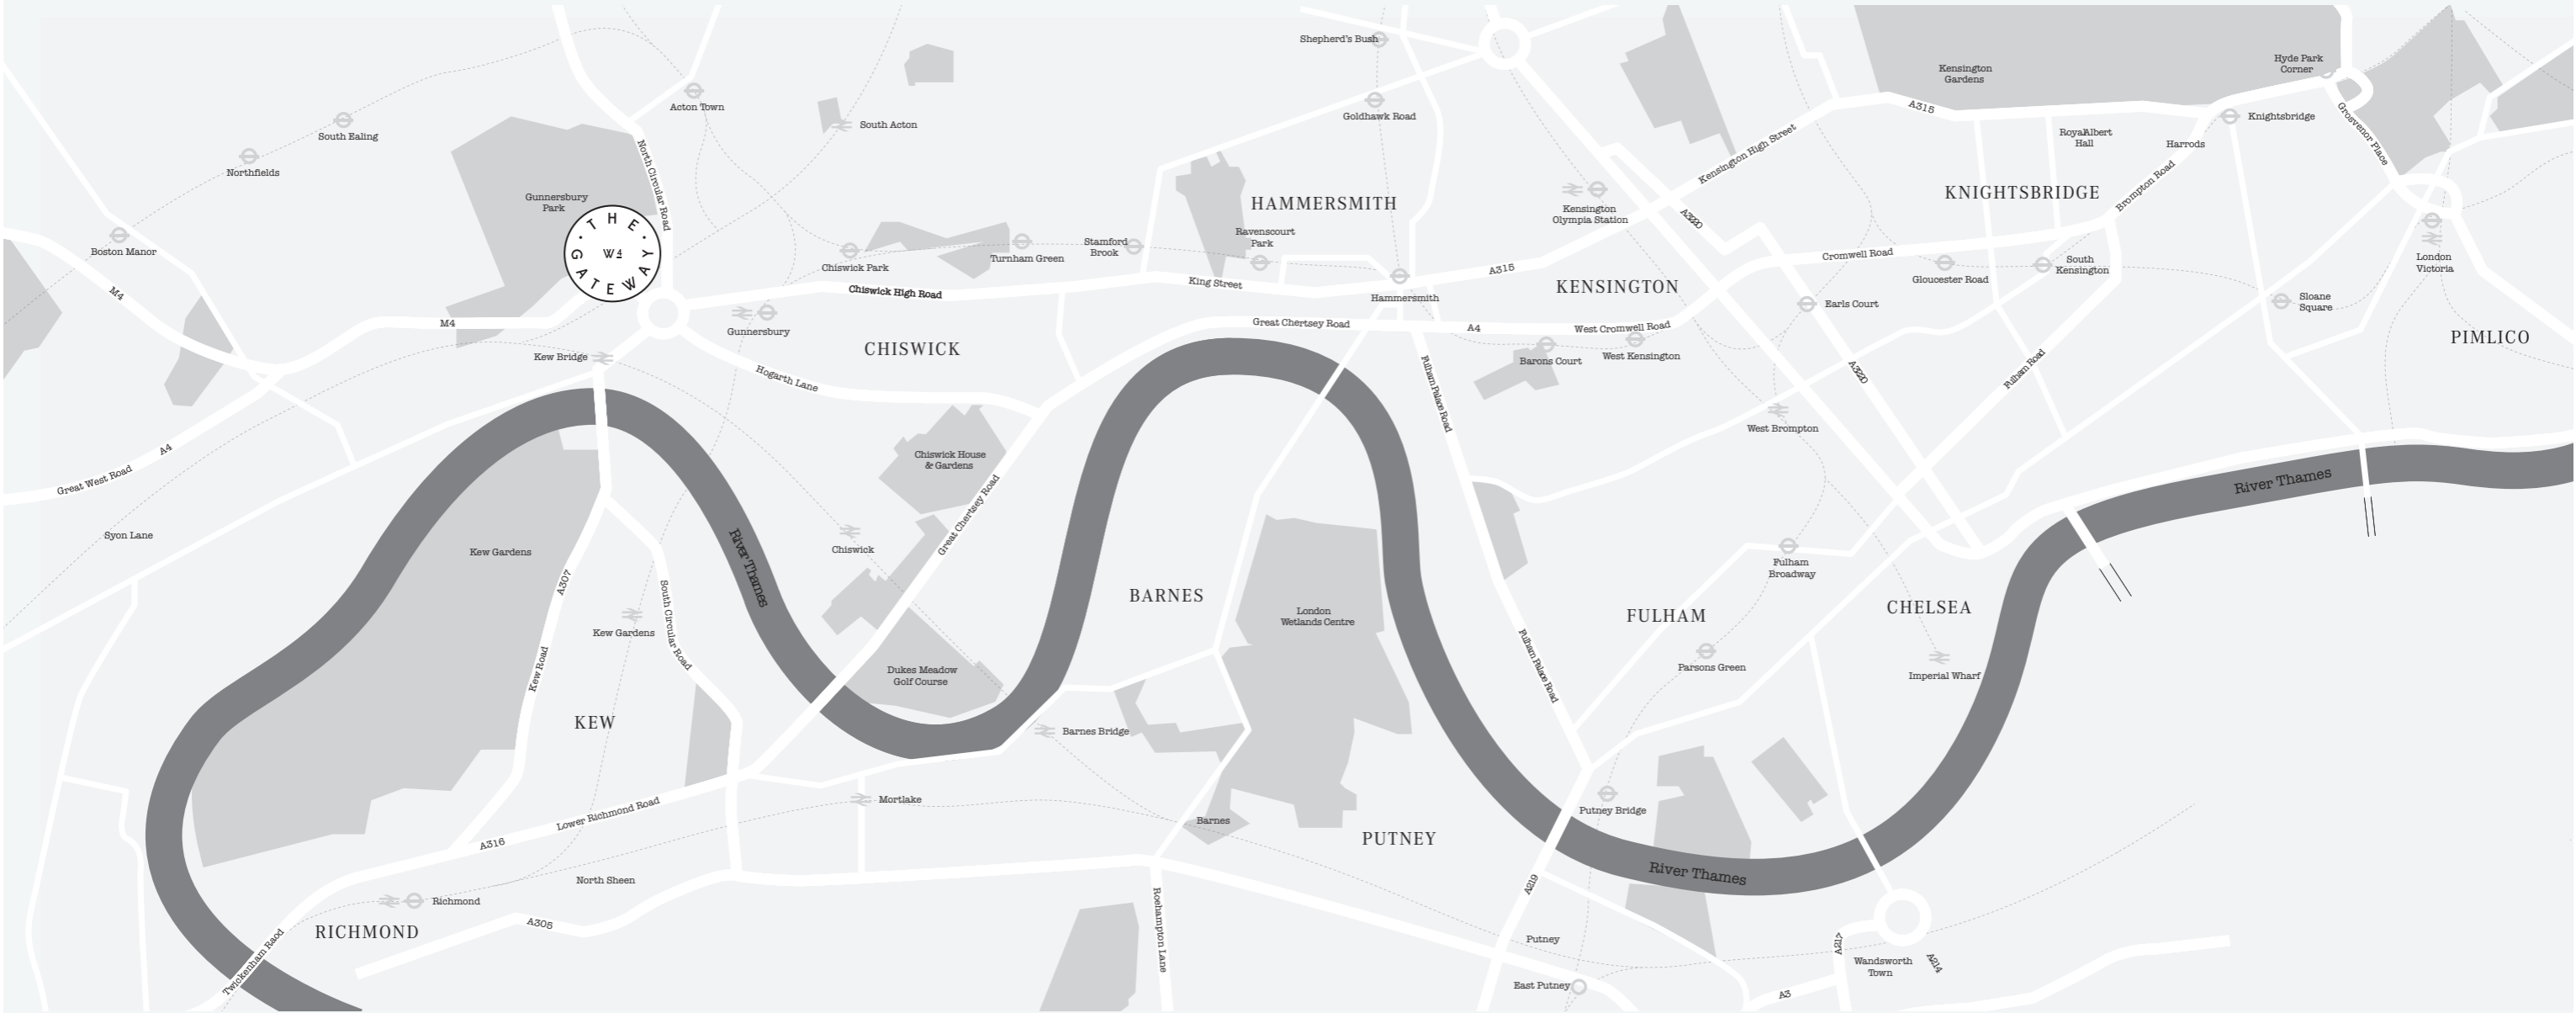 Shepherd's Bush
Hyde Park
Corner
Kensington
Gardens
Acton Town
A315
Goldhawk Road
Knightsbridge
Grosvenor Place
South Ealing
South Acton
Royal Albert
Hall
Harrods
Kensington High Street
Northfields
North Circular Road
Brompton Road
Gunnersbury
Park
HAMMERSMITH
KNIGHTSBRIDGE
Kensington
Olympia Station
A3220
THE
W4
GATEWAY
Boston Manor
Ravenscourt
Park
Stamford
Brook
Turnham Green
Chiswick Park
Cromwell Road
London
Victoria
South
Kensington
Gloucester Road
A315
M4
Chiswick High Road
King Street
Hammersmith
KENSINGTON
Earls Court
Sloane
Square
M4
Gunnersbury
Great Chertsey Road
A4
West Cromwell Road
PIMLICO
CHISWICK
Kew Bridge
Barons Court
West Kensington
Hogarth Lane
Fulham Palace Road
A3220
Fulham Road
West Brompton
A4
Great West Road
Chiswick House
& Gardens
River Thames
Syon Lane
Great Chertsey Road
Chiswick
Kew Gardens
River Thames
A307
Fulham
Broadway
BARNES
CHELSEA
London
Wetlands Centre
FULHAM
South Circular Road
Kew Gardens
Kew Road
Dukes Meadow
Golf Course
Fulham Palace Road
Parsons Green
Imperial Wharf
KEW
Barnes Bridge
Lower Richmond Road
Mortlake
Putney Bridge
Barnes
PUTNEY
A316
River Thames
North Sheen
A219
Richmond
A305
RICHMOND
Roehampton Lane
Putney
A217
A214
Wandsworth
Town
Twickenham Raod
East Putney
A3